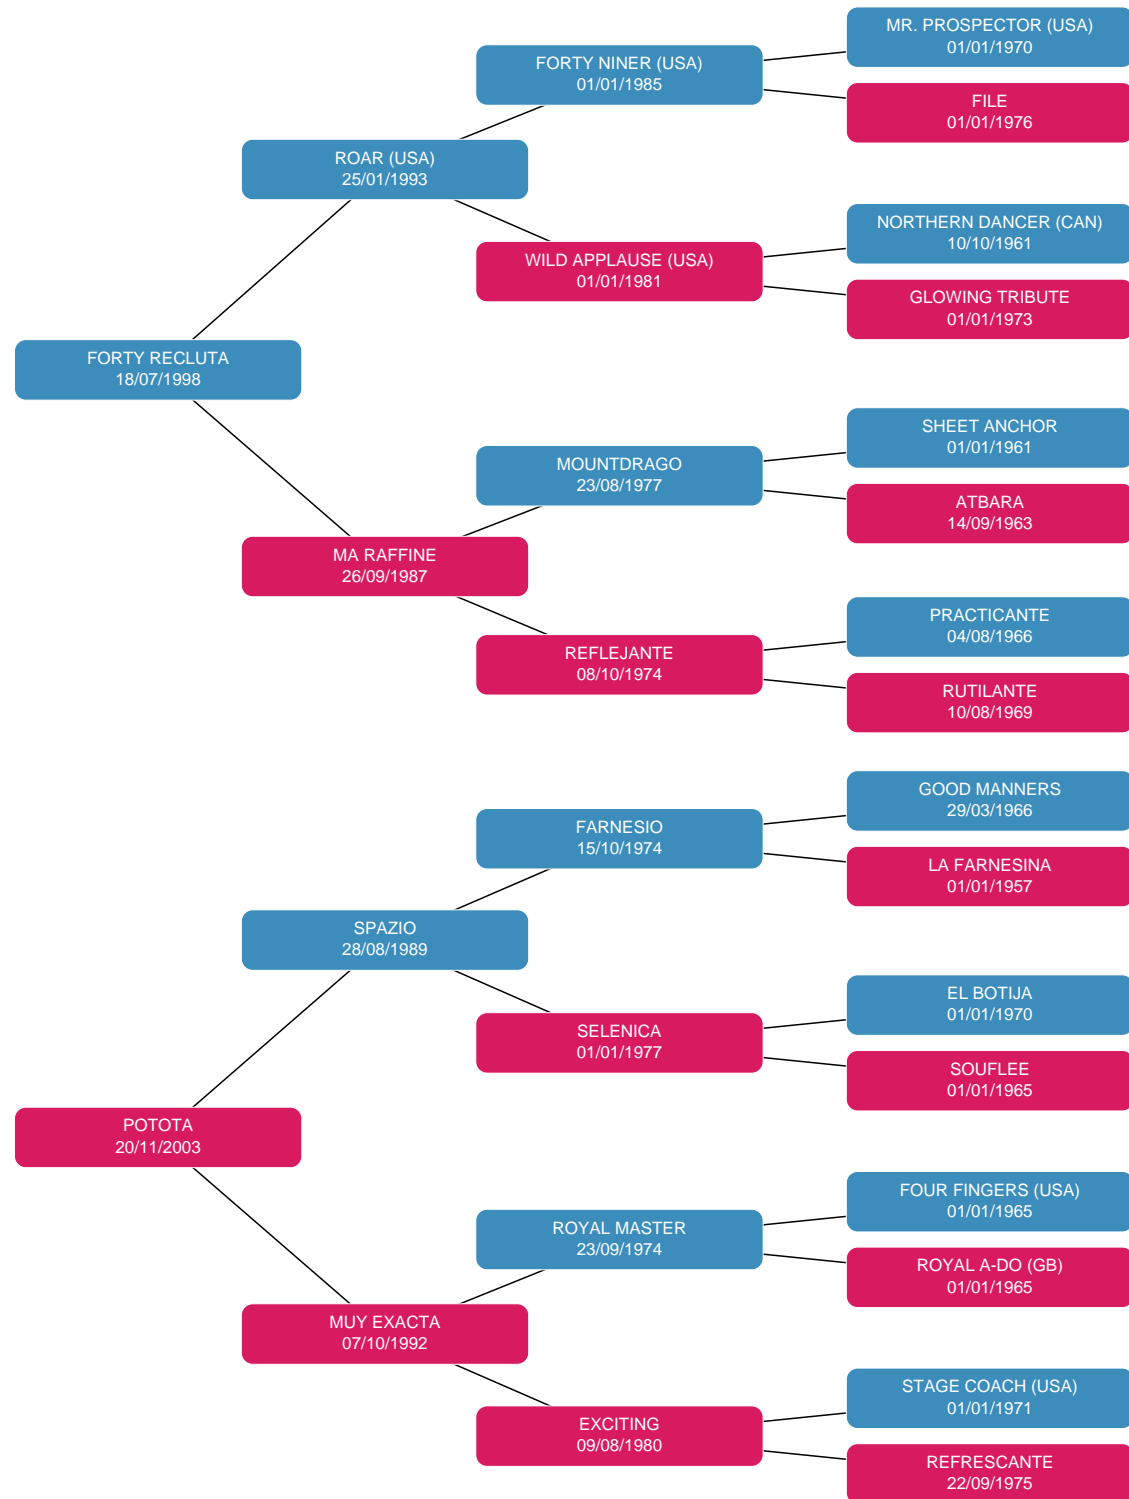 MR. PROSPECTOR (USA)
01/01/1970
FORTY NINER (USA)
01/01/1985
FILE
01/01/1976
ROAR (USA)
25/01/1993
NORTHERN DANCER (CAN)
10/10/1961
WILD APPLAUSE (USA)
01/01/1981
GLOWING TRIBUTE
01/01/1973
FORTY RECLUTA
18/07/1998
SHEET ANCHOR
01/01/1961
MOUNTDRAGO
23/08/1977
ATBARA
14/09/1963
MA RAFFINE
26/09/1987
PRACTICANTE
04/08/1966
REFLEJANTE
08/10/1974
RUTILANTE
10/08/1969
GOOD MANNERS
29/03/1966
FARNESIO
15/10/1974
LA FARNESINA
01/01/1957
SPAZIO
28/08/1989
EL BOTIJA
01/01/1970
SELENICA
01/01/1977
SOUFLEE
01/01/1965
POTOTA
20/11/2003
FOUR FINGERS (USA)
01/01/1965
ROYAL MASTER
23/09/1974
ROYAL A-DO (GB)
01/01/1965
MUY EXACTA
07/10/1992
STAGE COACH (USA)
01/01/1971
EXCITING
09/08/1980
REFRESCANTE
22/09/1975